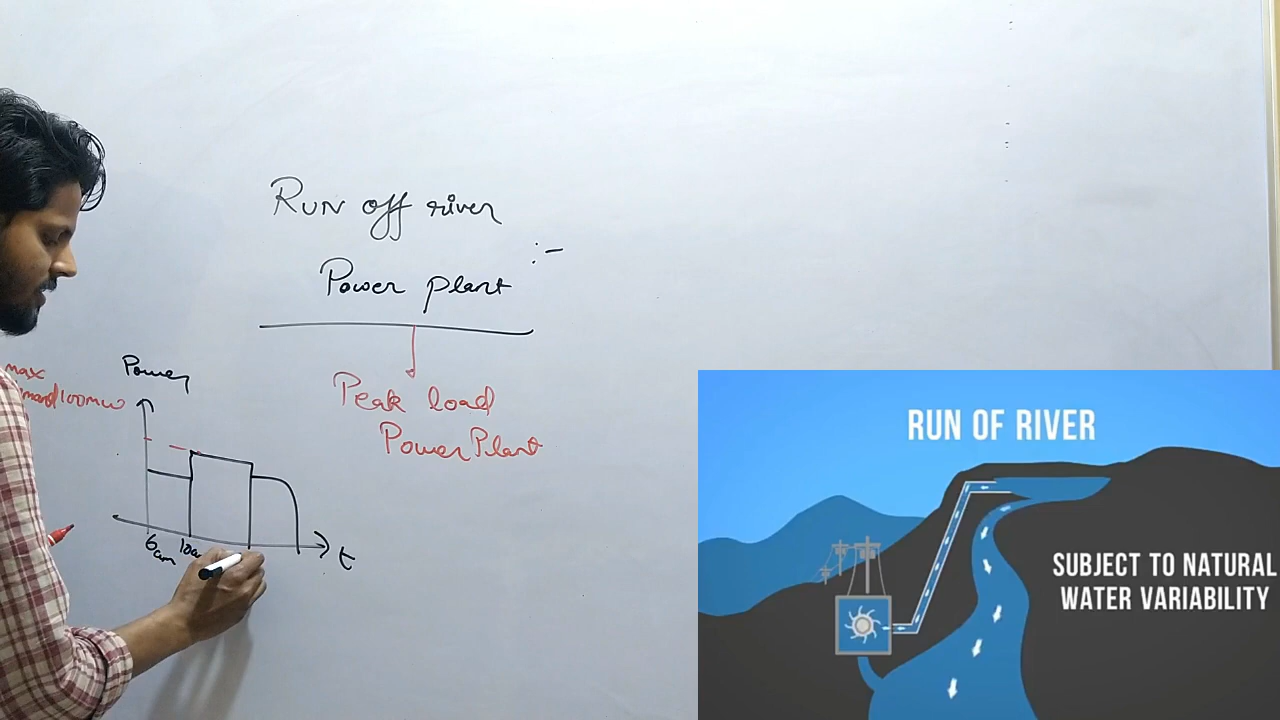 Run off river
Power plant :-
Peak load
Power Plant
max
100mw
Power
6am
t
RUN OF RIVER
SUBJECT TO NATURAL
WATER VARIABILITY